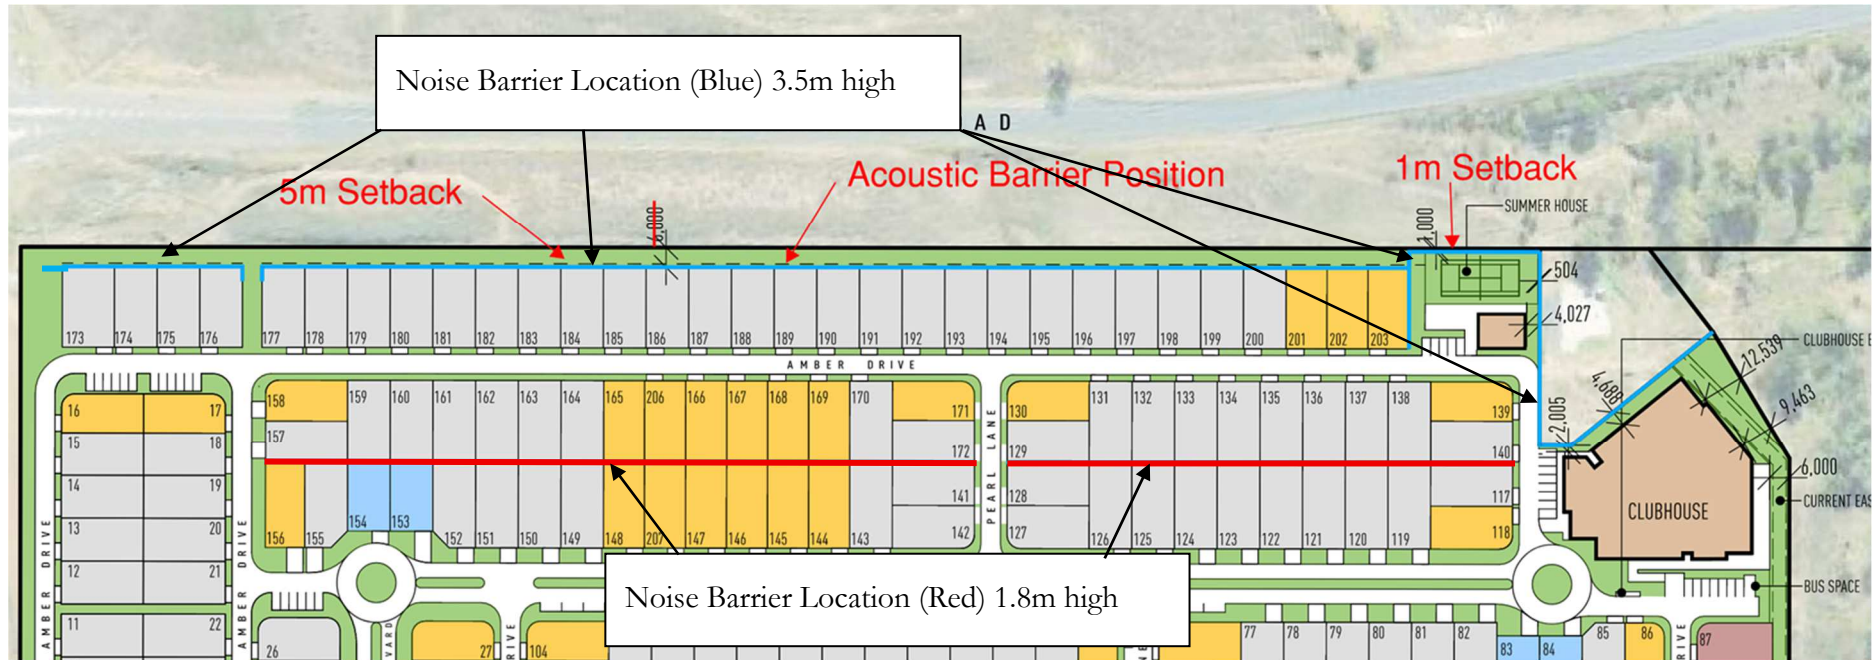 Noise Barrier Location (Blue) 3.5m high
A D
5m Setback
Acoustic Barrier Position
1m Setback
SUMMER HOUSE
1,000
504
4,027
CLUBHOUSE E
12,539
4,688
9,463
2,005
6,000
CURRENT EAS
CLUBHOUSE
BUS SPACE
173 174 175 176 177 178 179 180 181 182 183 184 185 186 187 188 189 190 191 192 193 194 195 196 197 198 199 200 201 202 203
AMBER DRIVE
16 17 158 159 160 161 162 163 164 165 206 166 167 168 169 170 171 130 131 132 133 134 135 136 137 138 139
15 18 157 172 129 140
PEARL LANE
14 19 141 128 117
13 20 156 155 154 153 152 151 150 149 148 207 147 146 145 144 143 142 127 126 125 124 123 122 121 120 119 118
AMBER DRIVE
AMBER DRIVE
12 21
Noise Barrier Location (Red) 1.8m high
11 22
26 27 104 77 78 79 80 81 82 83 84 85 86 87